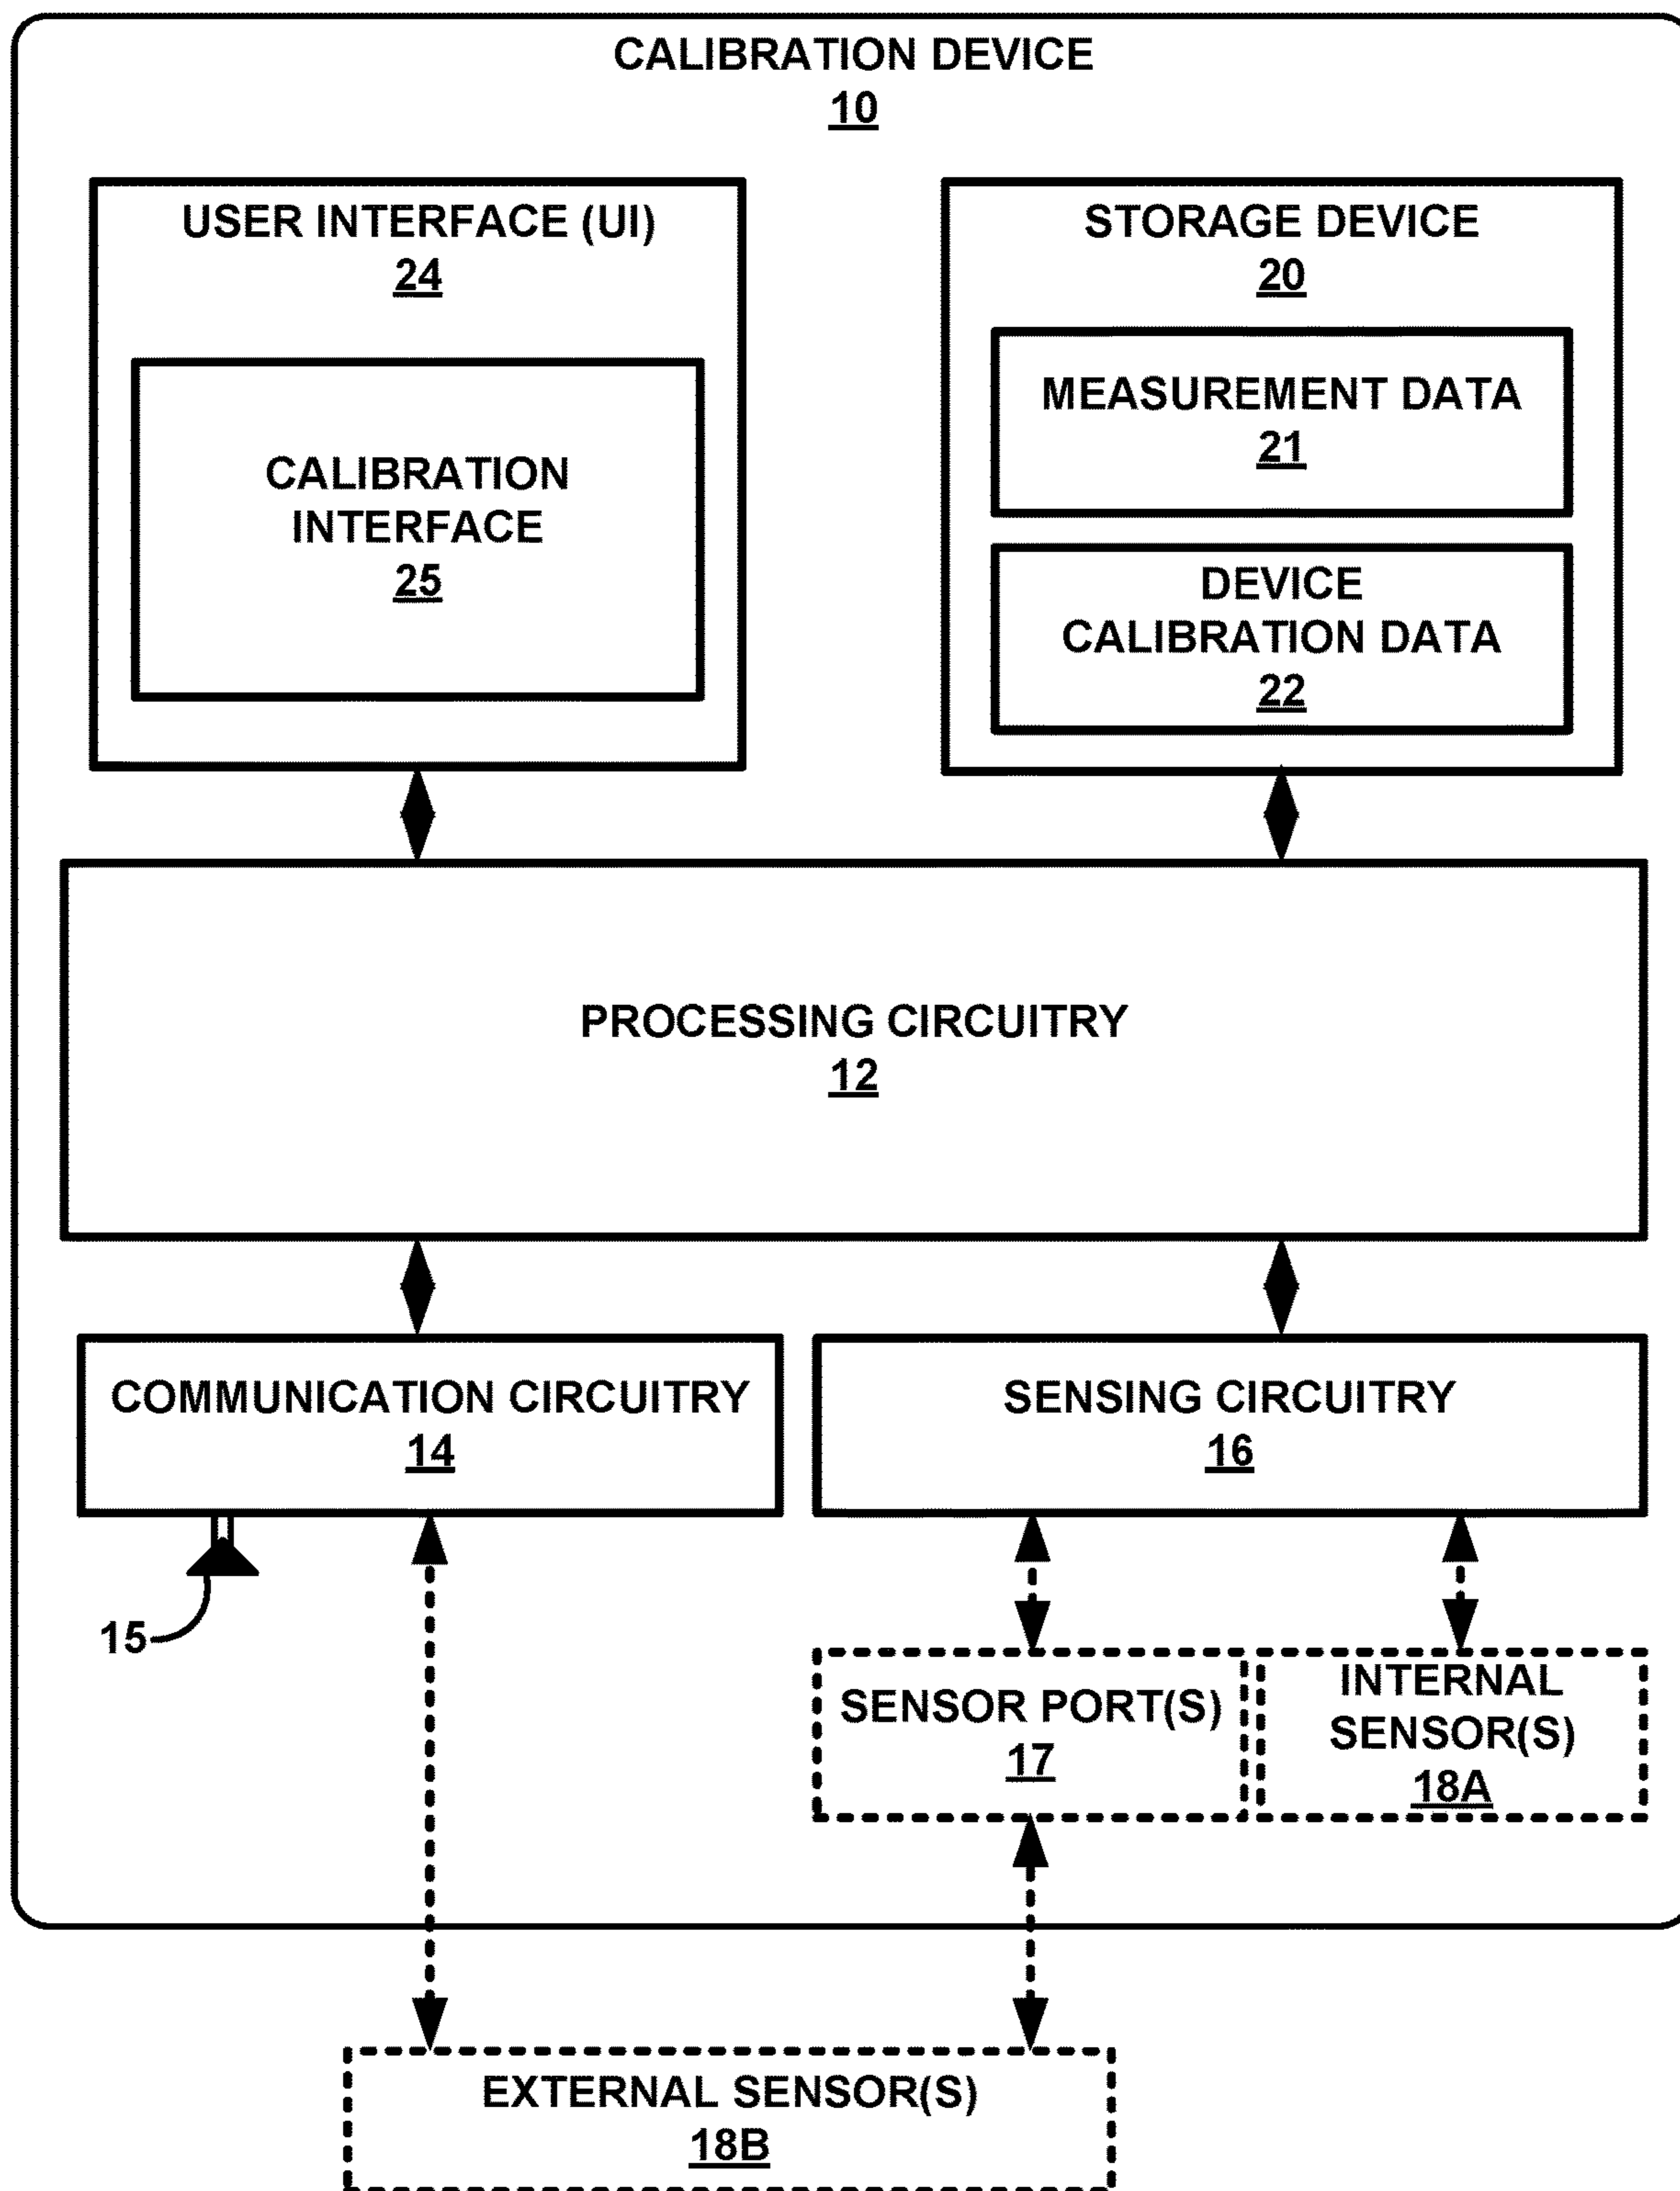 CALIBRATION DEVICE
10
USER INTERFACE (UI)
24
CALIBRATION
INTERFACE
25
STORAGE DEVICE
20
MEASUREMENT DATA
21
DEVICE
CALIBRATION DATA
22
PROCESSING CIRCUITRY
12
COMMUNICATION CIRCUITRY
14
15
SENSING CIRCUITRY
16
SENSOR PORT(S)
17
INTERNAL
SENSOR(S)
18A
EXTERNAL SENSOR(S)
18B